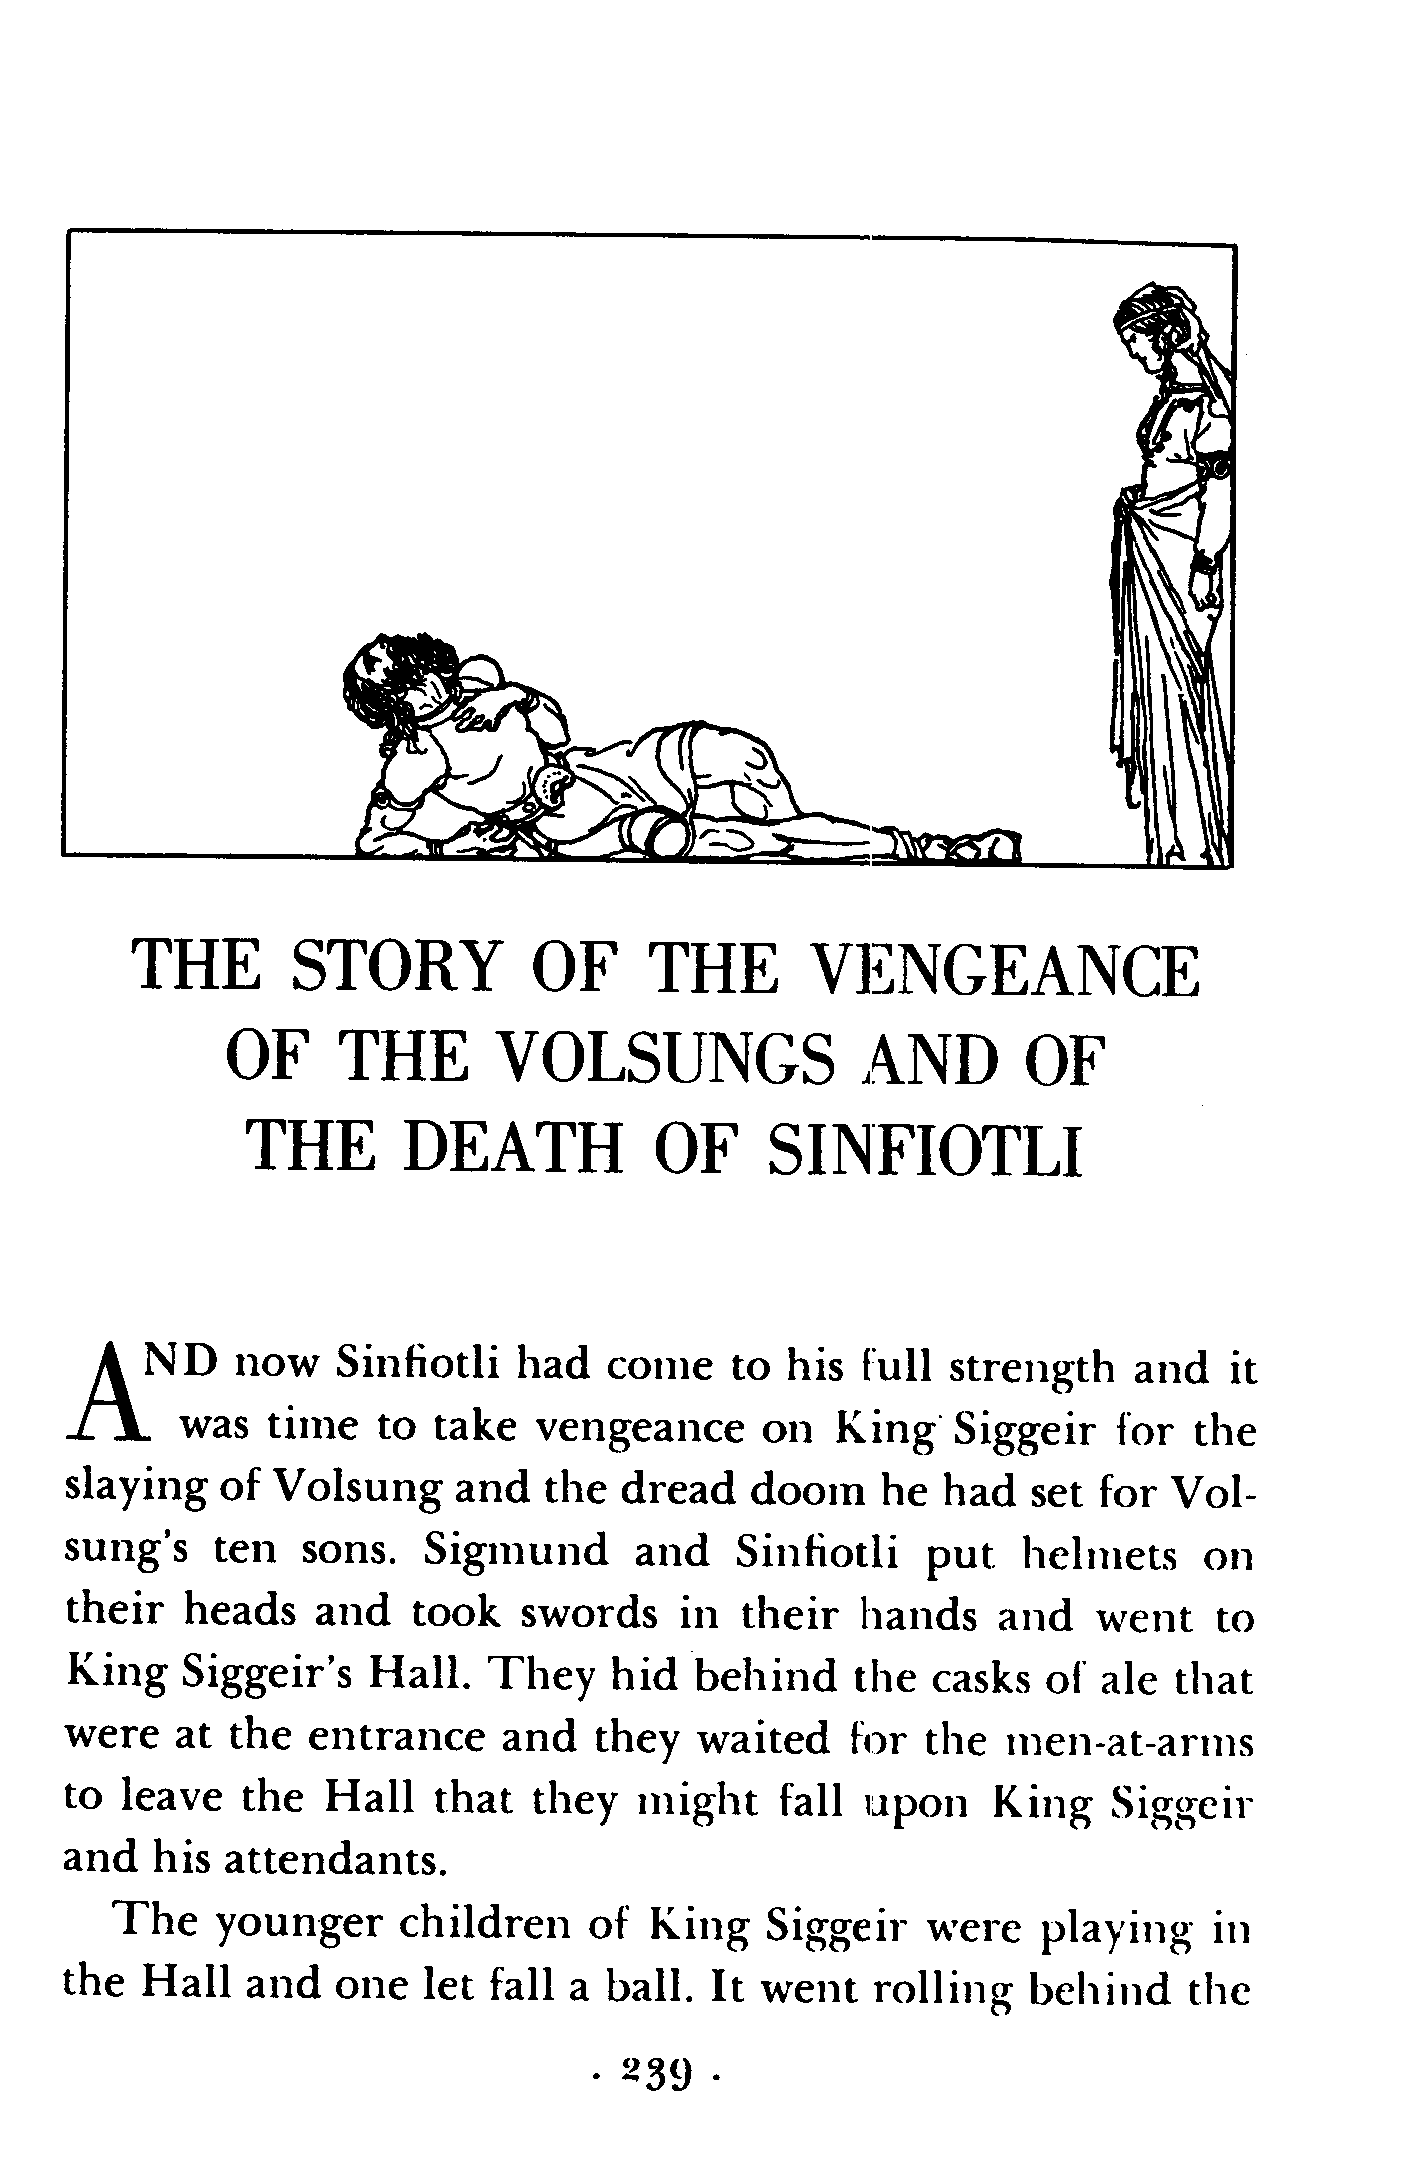 THE STORY OF THE VENGEANCE
OF THE VOLSUNGS AND OF
THE DEATH OF SINFIOTLI
AND now Sinfiotli had come to his full strength and it
was time to take vengeance on King Siggeir for the
slaying of Volsung and the dread doom he had set for Vol-
sung's ten sons. Sigmund and Sinfiotli put helmets on
their heads and took swords in their hands and went to
King Siggeir's Hall. They hid behind the casks of ale that
were at the entrance and they waited for the men-at-arms
to leave the Hall that they might fall upon King Siggeir
and his attendants.
The younger children of King Siggeir were playing in
the Hall and one let fall a ball. It went rolling behind the
· 239 ·